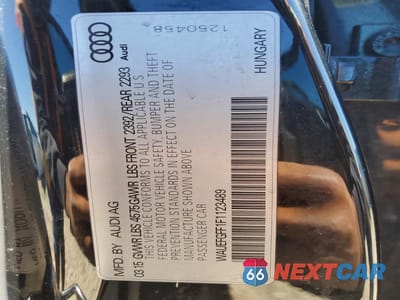 MFD BY AUDI AG
03/15 GVWR LBS 4575 GAWR LBS FRONT 2392/REAR 2293
THIS VEHICLE CONFORMS TO ALL APPLICABLE U.S.
FEDERAL MOTOR VEHICLE SAFETY, BUMPER AND THEFT
PREVENTION STANDARDS IN EFFECT ON THE DATE OF
MANUFACTURE SHOWN ABOVE
PASSENGER CAR
WAUEFGFF1F1123489
HUNGARY
Audi
1250458
66 NEXTCAR